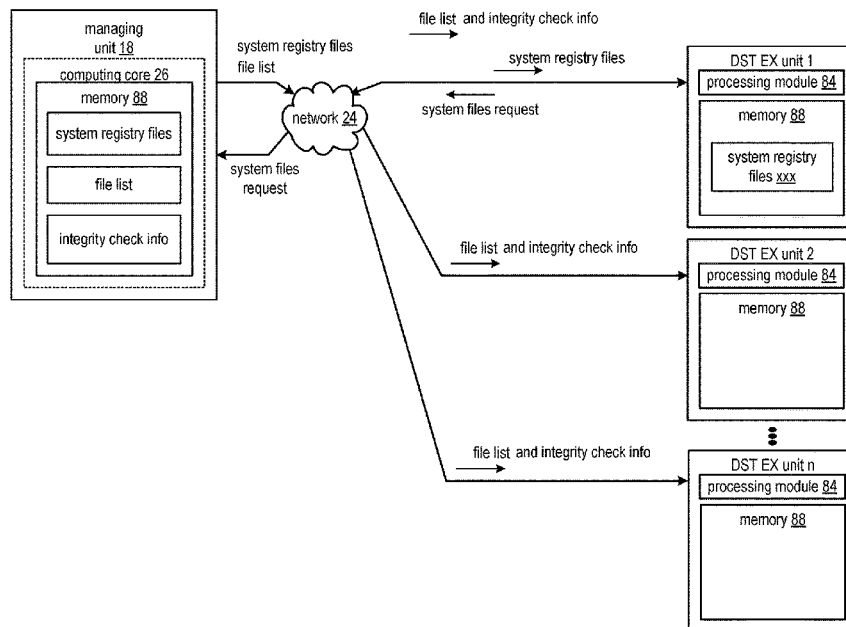 managing
unit 18
computing core 26
memory 88
system registry files
file list
integrity check info
system registry files
file list
system files
request
network 24
file list and integrity check info
system registry files
system files request
DST EX unit 1
processing module 84
memory 88
system registry
files xxx
file list and integrity check info
DST EX unit 2
processing module 84
memory 88
file list and integrity check info
DST EX unit n
processing module 84
memory 88